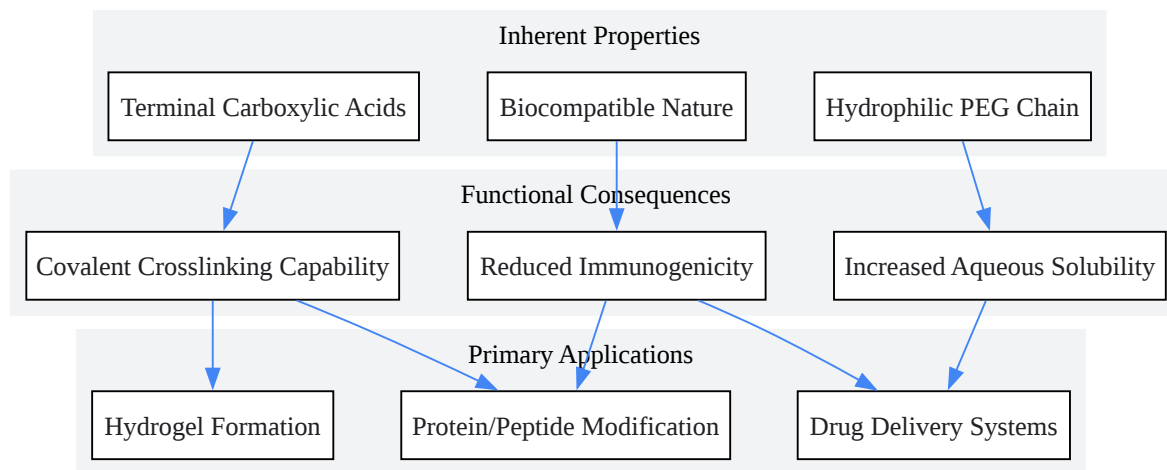 Inherent Properties
Terminal Carboxylic Acids
Biocompatible Nature
Hydrophilic PEG Chain
Functional Consequences
Covalent Crosslinking Capability
Reduced Immunogenicity
Increased Aqueous Solubility
Primary Applications
Hydrogel Formation
Protein/Peptide Modification
Drug Delivery Systems